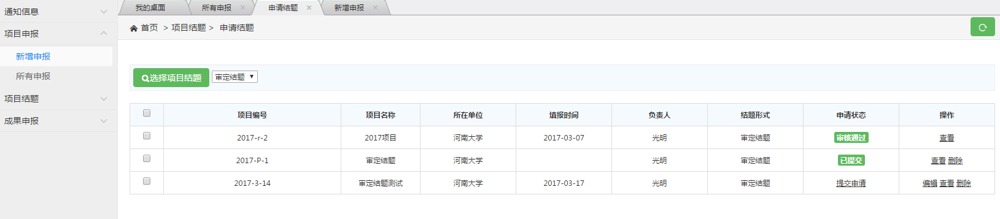 通知信息
项目申报
新增申报
所有申报
项目结题
成果申报
我的桌面 所有申报 申请结题 新增申报
首页 > 项目结题 > 申请结题
选择项目结题 审定结题
项目编号 项目名称 所在单位 填报时间 负责人 结题形式 申请状态 操作
2017-r-2 2017项目 河南大学 2017-03-07 光明 审定结题 审核通过 查看
2017-P-1 审定结题 河南大学 光明 审定结题 已提交 查看 删除
2017-3-14 审定结题测试 河南大学 2017-03-17 光明 审定结题 提交申请 编辑 查看 删除